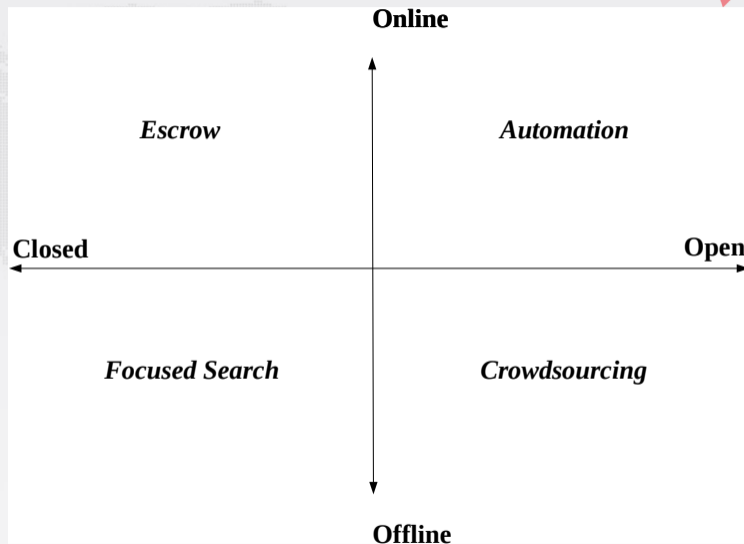 Online
Escrow
Automation
Closed
Open
Focused Search
Crowdsourcing
Offline